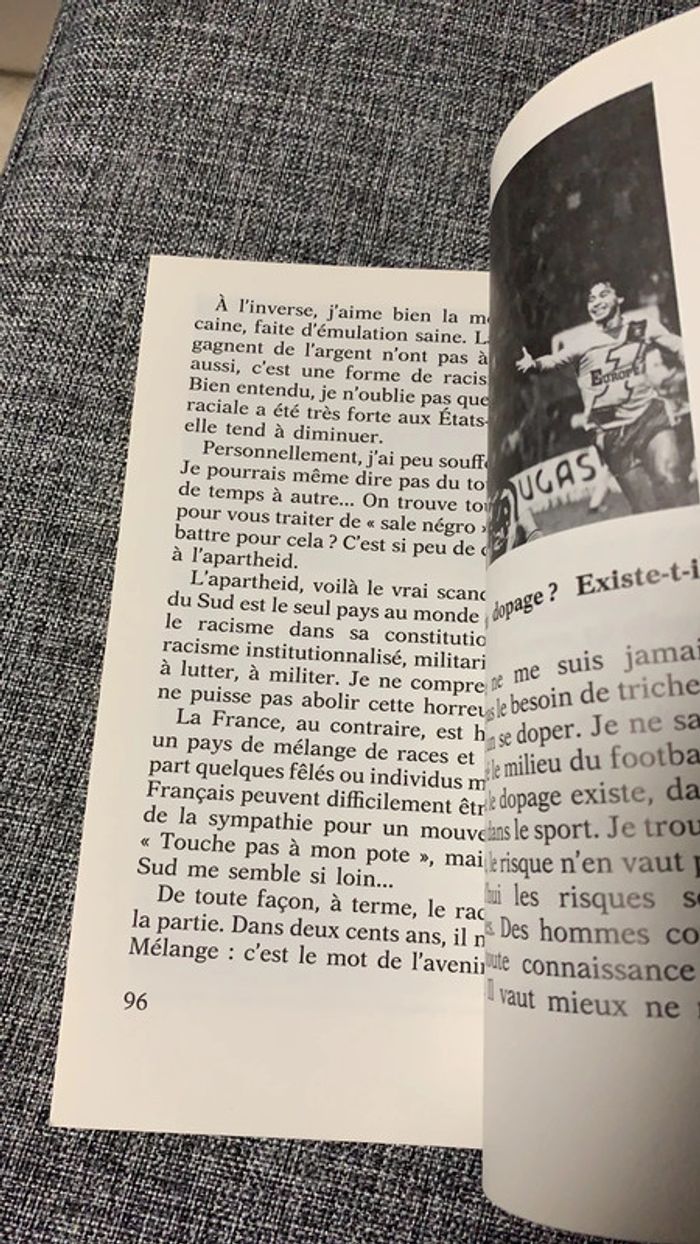 À l'inverse, j'aime bien la
caine, faite d'émulation saine.
gagnent de l'argent n'ont pas à
aussi, c'est une forme de racis
Bien entendu, je n'oublie pas que
raciale a été très forte aux États-
elle tend à diminuer.
Personnellement, j'ai peu souff
Je pourrais même dire pas du to
de temps à autre... On trouve tou
pour vous traiter de « sale négro »
battre pour cela ? C'est si peu de
à l'apartheid.
L'apartheid, voilà le vrai scand
du Sud est le seul pays au monde
le racisme dans sa constitutio
racisme institutionnalisé, militari
à lutter, à militer. Je ne compre
ne puisse pas abolir cette horreu
La France, au contraire, est h
un pays de mélange de races et
part quelques fêlés ou individus m
Français peuvent difficilement êtr
de la sympathie pour un mouve
« Touche pas à mon pote », mai
Sud me semble si loin...
De toute façon, à terme, le rac
la partie. Dans deux cents ans, il n
Mélange : c'est le mot de l'avenir
96
EUROPE
UGAS
dopage ? Existe-t-i
ne me suis jamai
le besoin de triche
se doper. Je ne sa
le milieu du footba
le dopage existe, da
dans le sport. Je trou
le risque n'en vaut p
hui les risques s
Des hommes co
oute connaissance
Il vaut mieux ne